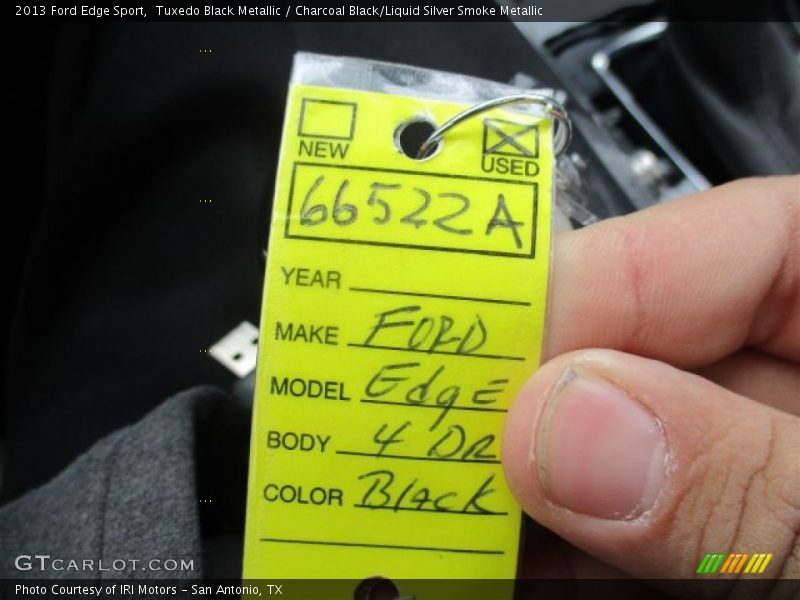 2013 Ford Edge Sport,  Tuxedo Black Metallic / Charcoal Black/Liquid Silver Smoke Metallic
NEW USED
66522A
YEAR
MAKE FORD
MODEL EdgE
BODY 4 DR
COLOR Black
GTCARLOT.COM
Photo Courtesy of IRI Motors – San Antonio, TX